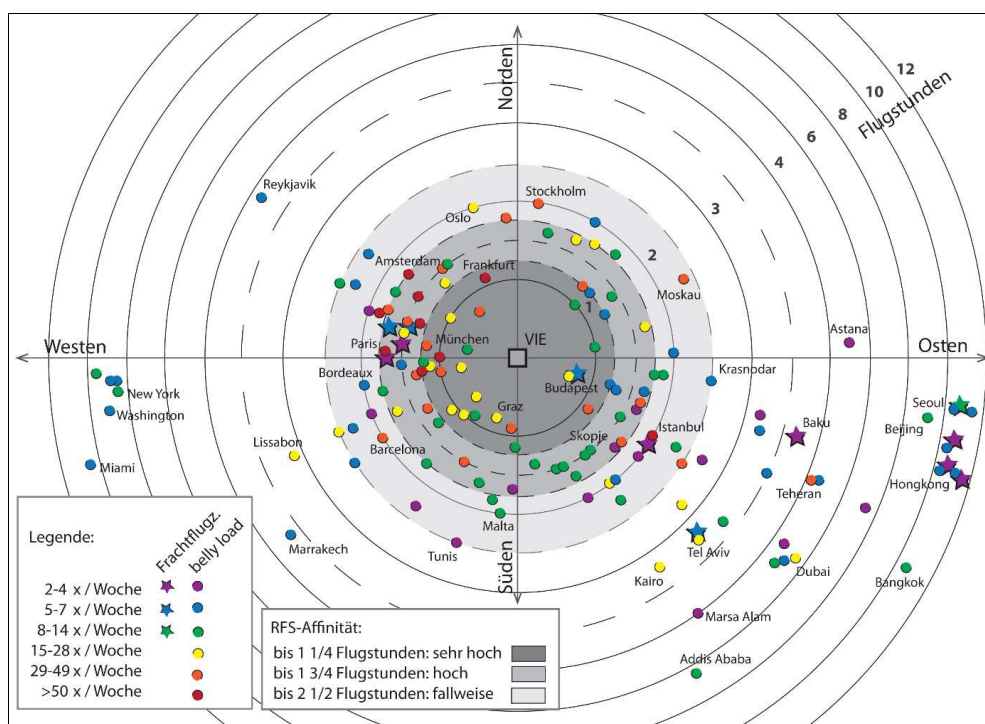 Norden
12
10
8
6
4
3
2
1
Flugstunden
Reykjavik
Stockholm
Oslo
Amsterdam
Frankfurt
Moskau
Astana
VIE
Paris
München
Westen
Osten
Bordeaux
Budapest
Krasnodar
New York
Washington
Seoul
Beijing
Graz
Baku
Istanbul
Skopje
Lissabon
Barcelona
Miami
Hongkong
Teheran
Malta
Marrakech
Tunis
Süden
Tel Aviv
Kairo
Dubai
Bangkok
Marsa Alam
Addis Ababa
Legende:
Frachtflugz.
belly load
2-4 x / Woche
5-7 x / Woche
8-14 x / Woche
15-28 x / Woche
29-49 x / Woche
>50 x / Woche
RFS-Affinität:
bis 1 1/4 Flugstunden: sehr hoch
bis 1 3/4 Flugstunden: hoch
bis 2 1/2 Flugstunden: fallweise